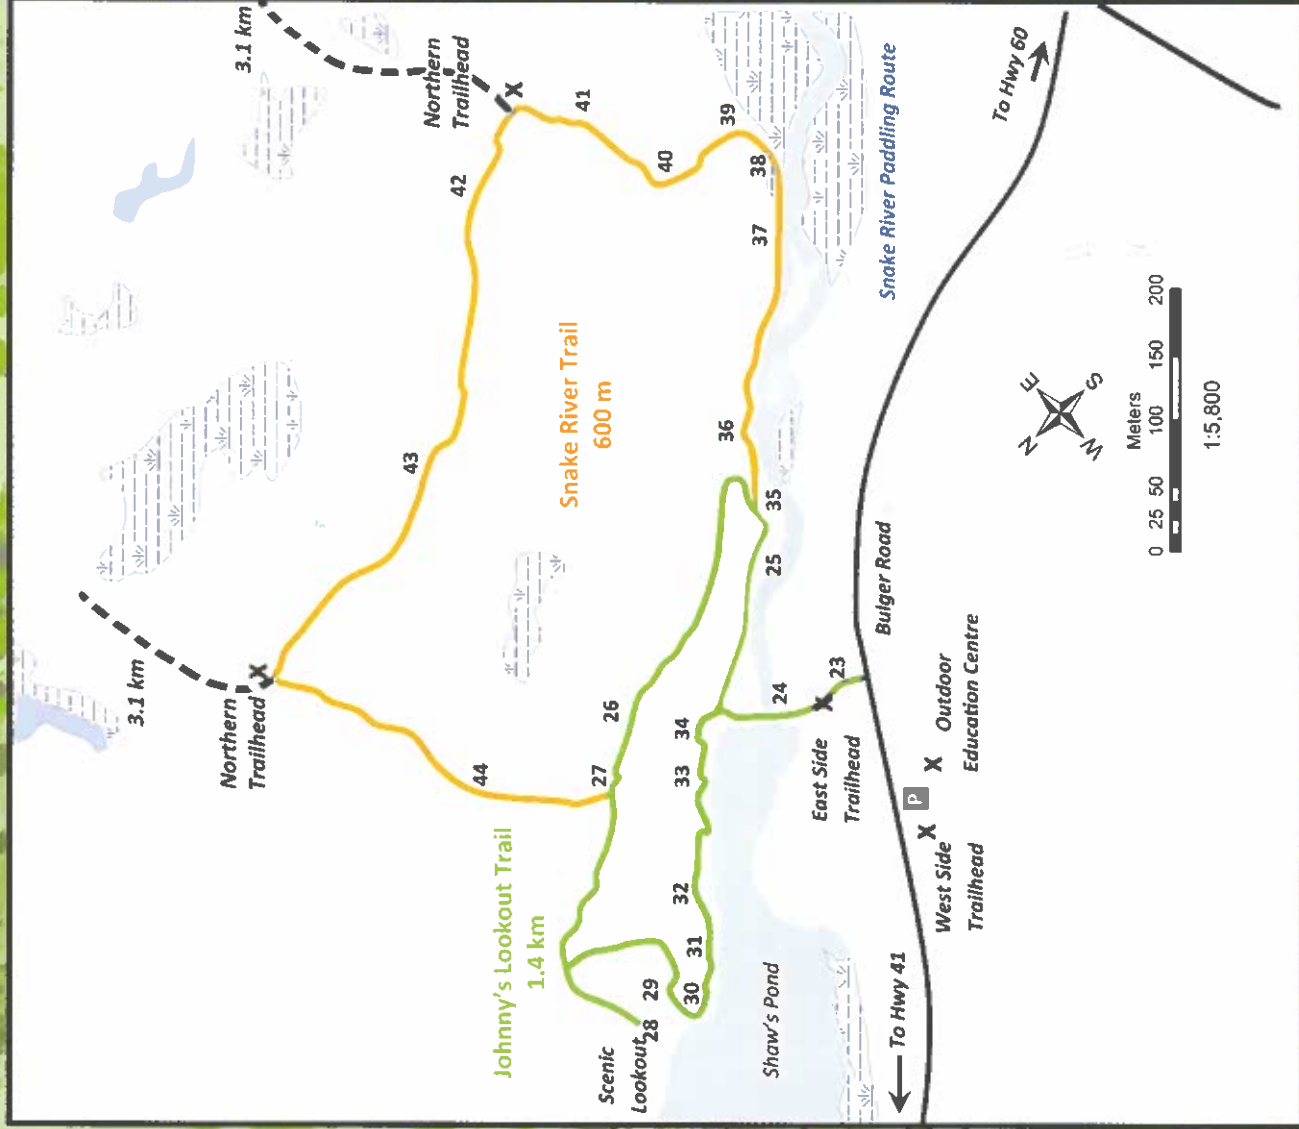 3.1 km
Northern
Trailhead
X
41
42
39
40
38
37
To Hwy 60
Snake River Paddling Route
Snake River Trail
600 m
43
36
35
25
3.1 km
X
Northern
Trailhead
44
26
27
34
33
24
23
X
East Side
Trailhead
Bulger Road
Johnny's Lookout Trail
1.4 km
32
31
30
29
28
Scenic
Lookout
Shaw's Pond
X
Outdoor
Education Centre
P
X
West Side
Trailhead
To Hwy 41
N
E
S
W
Meters
0 25 50 100 150 200
1:5,800